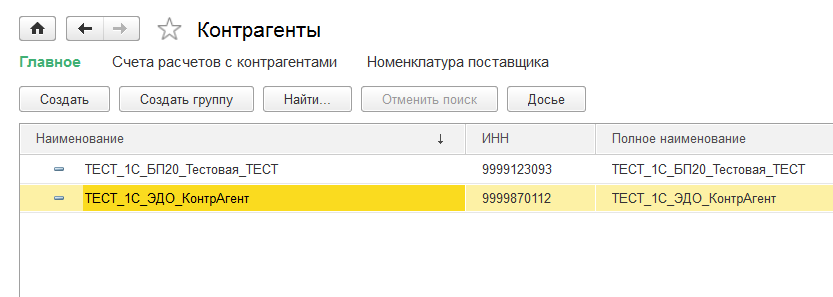 Контрагенты
Главное Счета расчетов с контрагентами Номенклатура поставщика
Создать Создать группу Найти... Отменить поиск Досье
Наименование ↓ ИНН Полное наименование
ТЕСТ_1С_БП20_Тестовая_ТЕСТ 9999123093 ТЕСТ_1С_БП20_Тестовая_ТЕСТ
ТЕСТ_1С_ЭДО_КонтрАгент 9999870112 ТЕСТ_1С_ЭДО_КонтрАгент